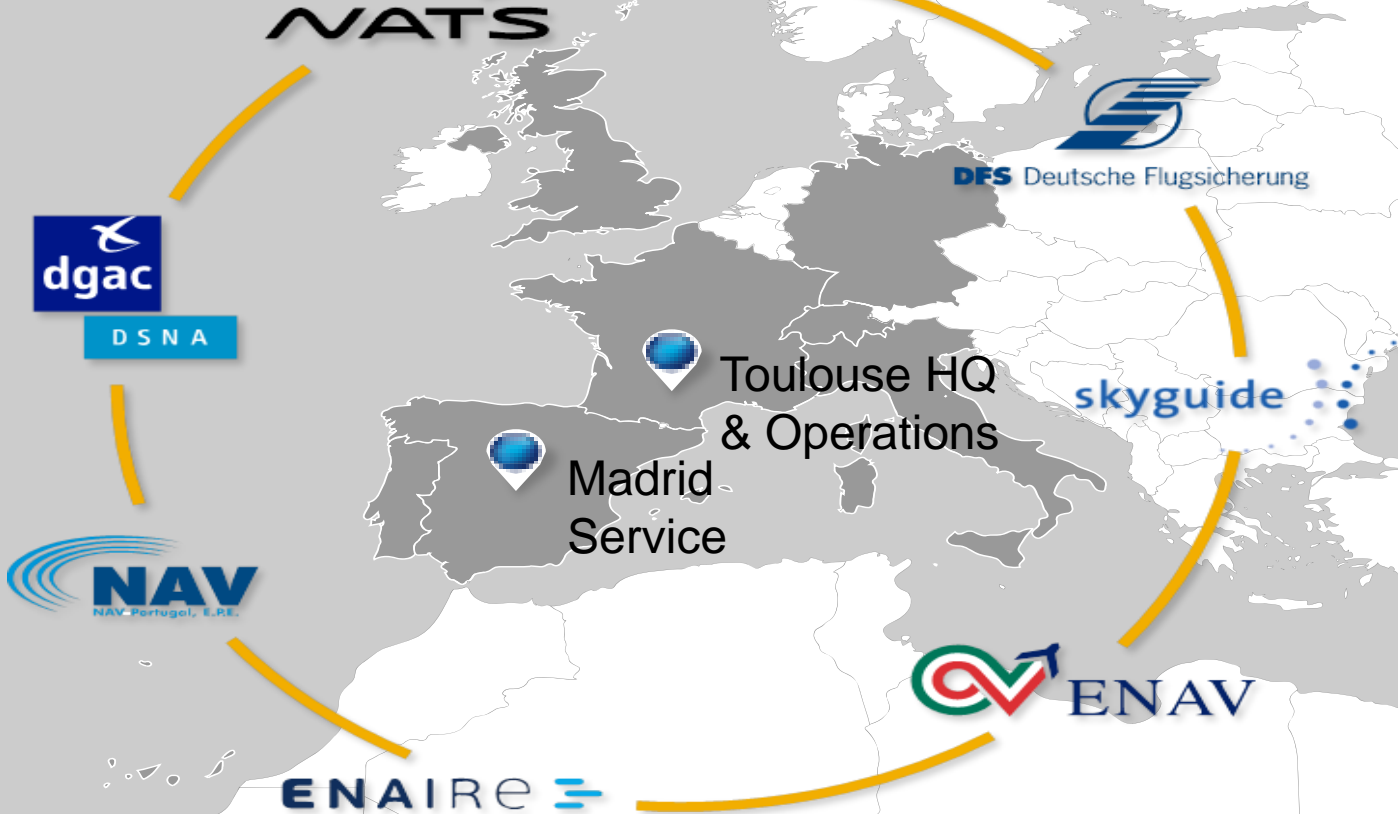 NATS
DFS Deutsche Flugsicherung
dgac
DSNA
Toulouse HQ
& Operations
skyguide
Madrid
Service
NAV
NAV Portugal, E.P.E.
ENAV
ENAIRe